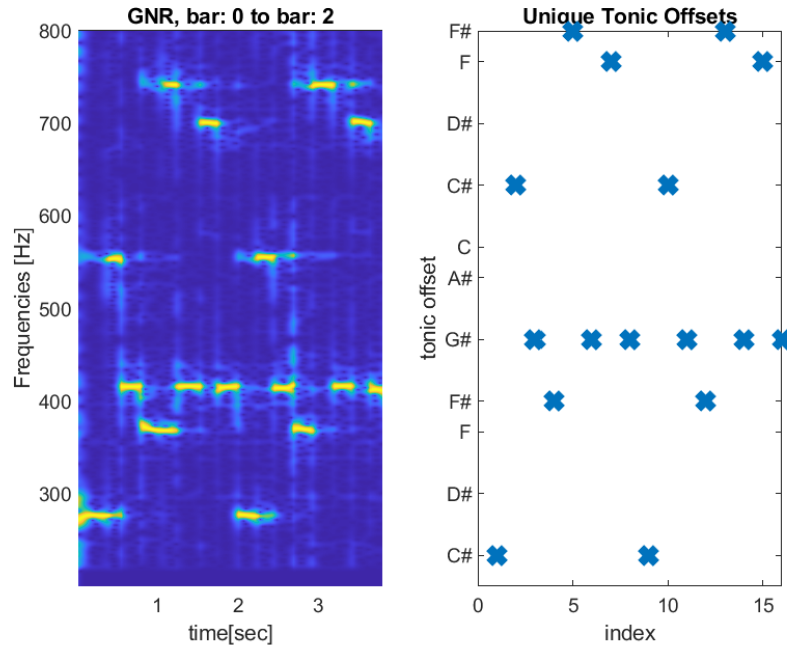 GNR, bar: 0 to bar: 2
800
700
600
500
400
300
Frequencies [Hz]
1 2 3
time[sec]
Unique Tonic Offsets
F#
F
D#
C#
C
A#
G#
F#
F
D#
C#
tonic offset
0 5 10 15
index